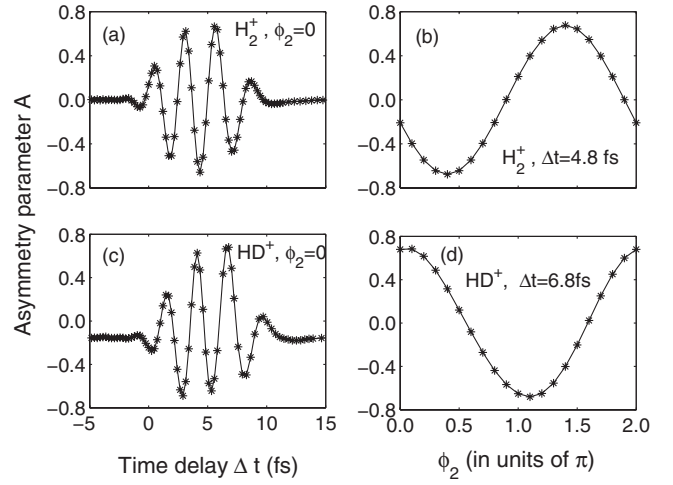 Asymmetry parameter A
(a) H₂⁺, ϕ₂=0
0.8
0.4
0.0
−0.4
−0.8
(b)
H₂⁺, Δt=4.8 fs
0.8
0.4
0.0
−0.4
−0.8
(c) HD⁺, ϕ₂=0
0.8
0.4
0.0
−0.4
−0.8
−5 0 5 10 15
Time delay Δ t (fs)
(d)
HD⁺, Δt=6.8fs
0.8
0.4
0.0
−0.4
−0.8
0.0 0.5 1.0 1.5 2.0
ϕ₂ (in units of π)